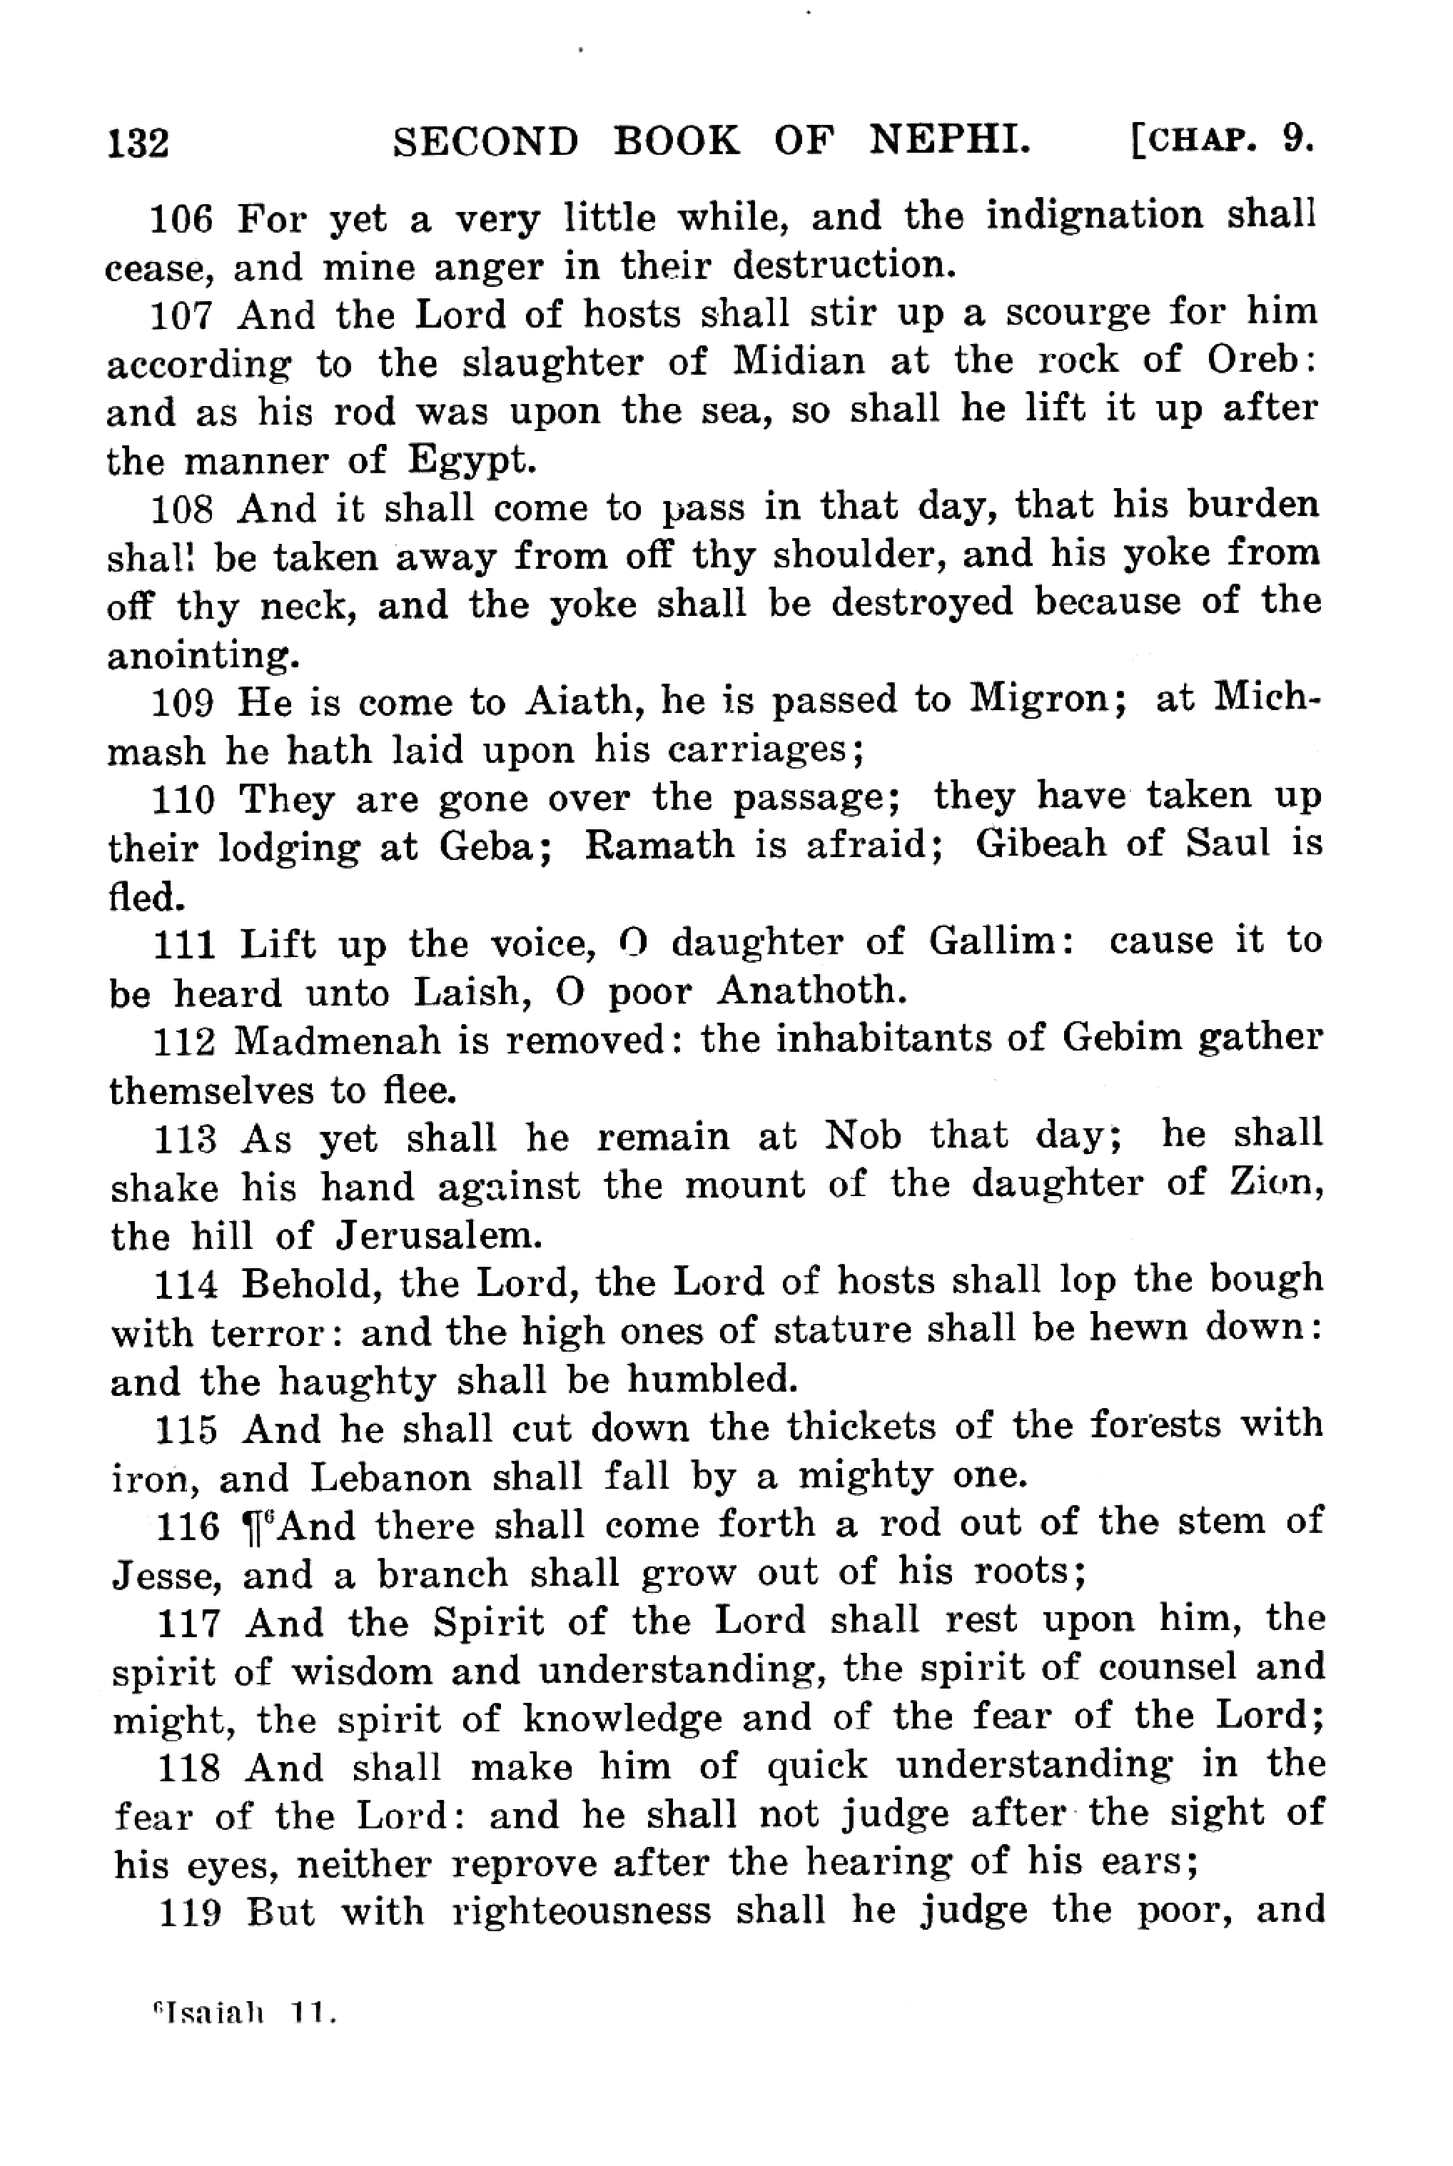 132 SECOND BOOK OF NEPHI. [CHAP. 9.
106 For yet a very little while, and the indignation shall
cease, and mine anger in their destruction.
107 And the Lord of hosts shall stir up a scourge for him
according to the slaughter of Midian at the rock of Oreb:
and as his rod was upon the sea, so shall he lift it up after
the manner of Egypt.
108 And it shall come to pass in that day, that his burden
shall be taken away from off thy shoulder, and his yoke from
off thy neck, and the yoke shall be destroyed because of the
anointing.
109 He is come to Aiath, he is passed to Migron; at Mich-
mash he hath laid upon his carriages;
110 They are gone over the passage; they have taken up
their lodging at Geba; Ramath is afraid; Gibeah of Saul is
fled.
111 Lift up the voice, O daughter of Gallim: cause it to
be heard unto Laish, O poor Anathoth.
112 Madmenah is removed: the inhabitants of Gebim gather
themselves to flee.
113 As yet shall he remain at Nob that day; he shall
shake his hand against the mount of the daughter of Zion,
the hill of Jerusalem.
114 Behold, the Lord, the Lord of hosts shall lop the bough
with terror: and the high ones of stature shall be hewn down:
and the haughty shall be humbled.
115 And he shall cut down the thickets of the forests with
iron, and Lebanon shall fall by a mighty one.
116 ¶⁶And there shall come forth a rod out of the stem of
Jesse, and a branch shall grow out of his roots;
117 And the Spirit of the Lord shall rest upon him, the
spirit of wisdom and understanding, the spirit of counsel and
might, the spirit of knowledge and of the fear of the Lord;
118 And shall make him of quick understanding in the
fear of the Lord: and he shall not judge after the sight of
his eyes, neither reprove after the hearing of his ears;
119 But with righteousness shall he judge the poor, and
⁶Isaiah 11.